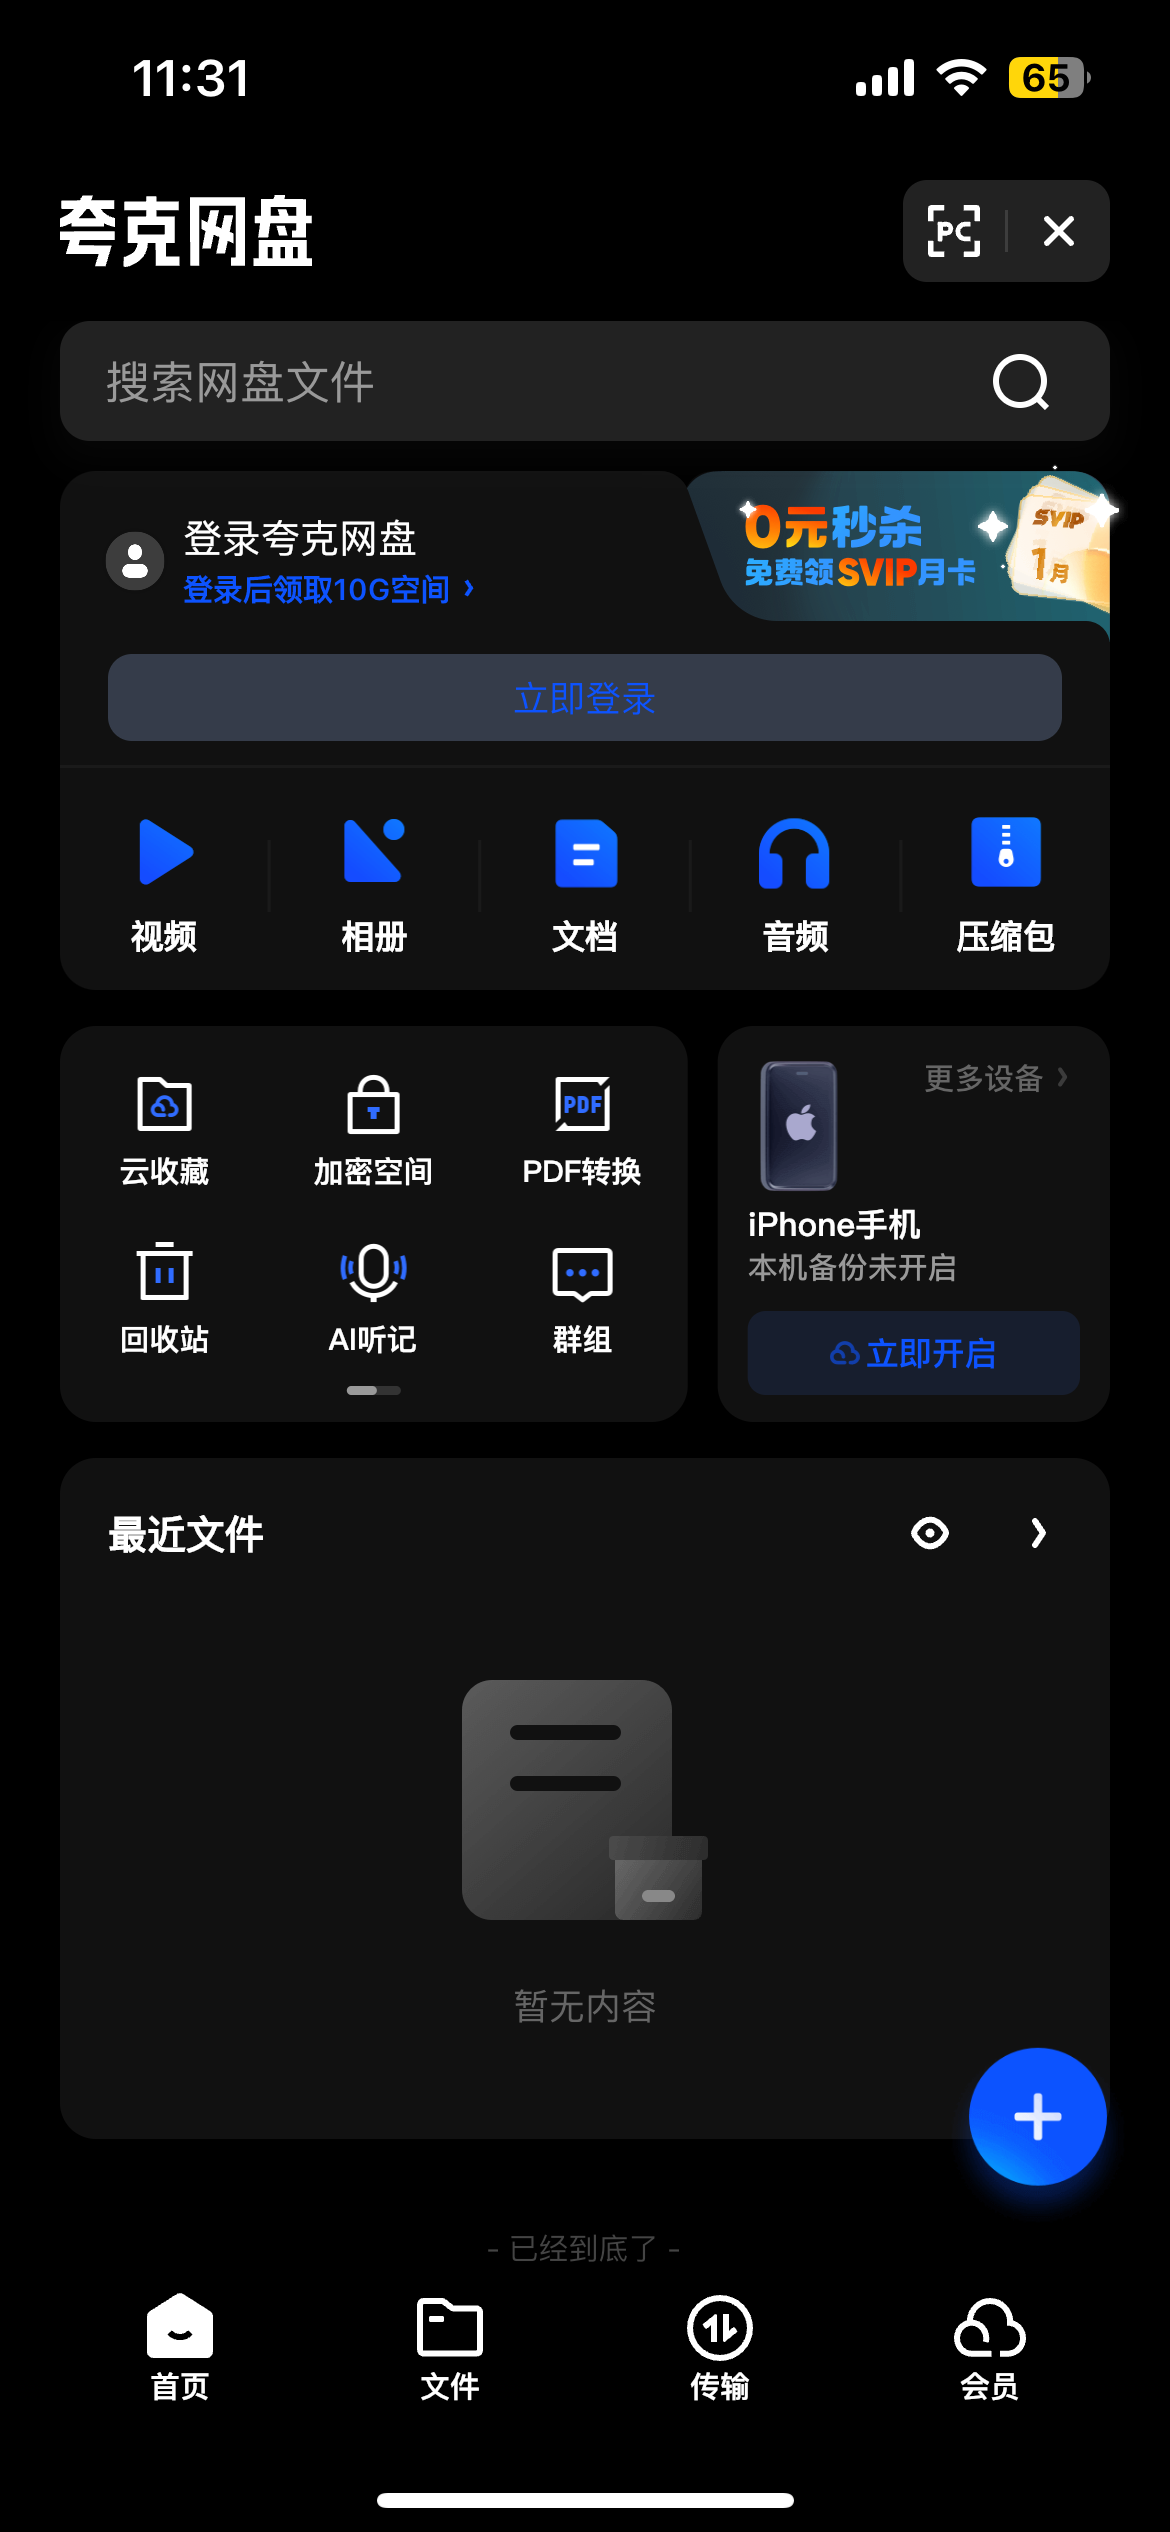 11:31
65
夸克网盘
PC
搜索网盘文件
登录夸克网盘
登录后领取10G空间
0元秒杀
免费领SVIP月卡
SVIP
1月
立即登录
视频
相册
文档
音频
压缩包
云收藏
加密空间
PDF
PDF转换
回收站
AI听记
群组
更多设备
iPhone手机
本机备份未开启
立即开启
最近文件
暂无内容
- 已经到底了 -
首页
文件
传输
会员